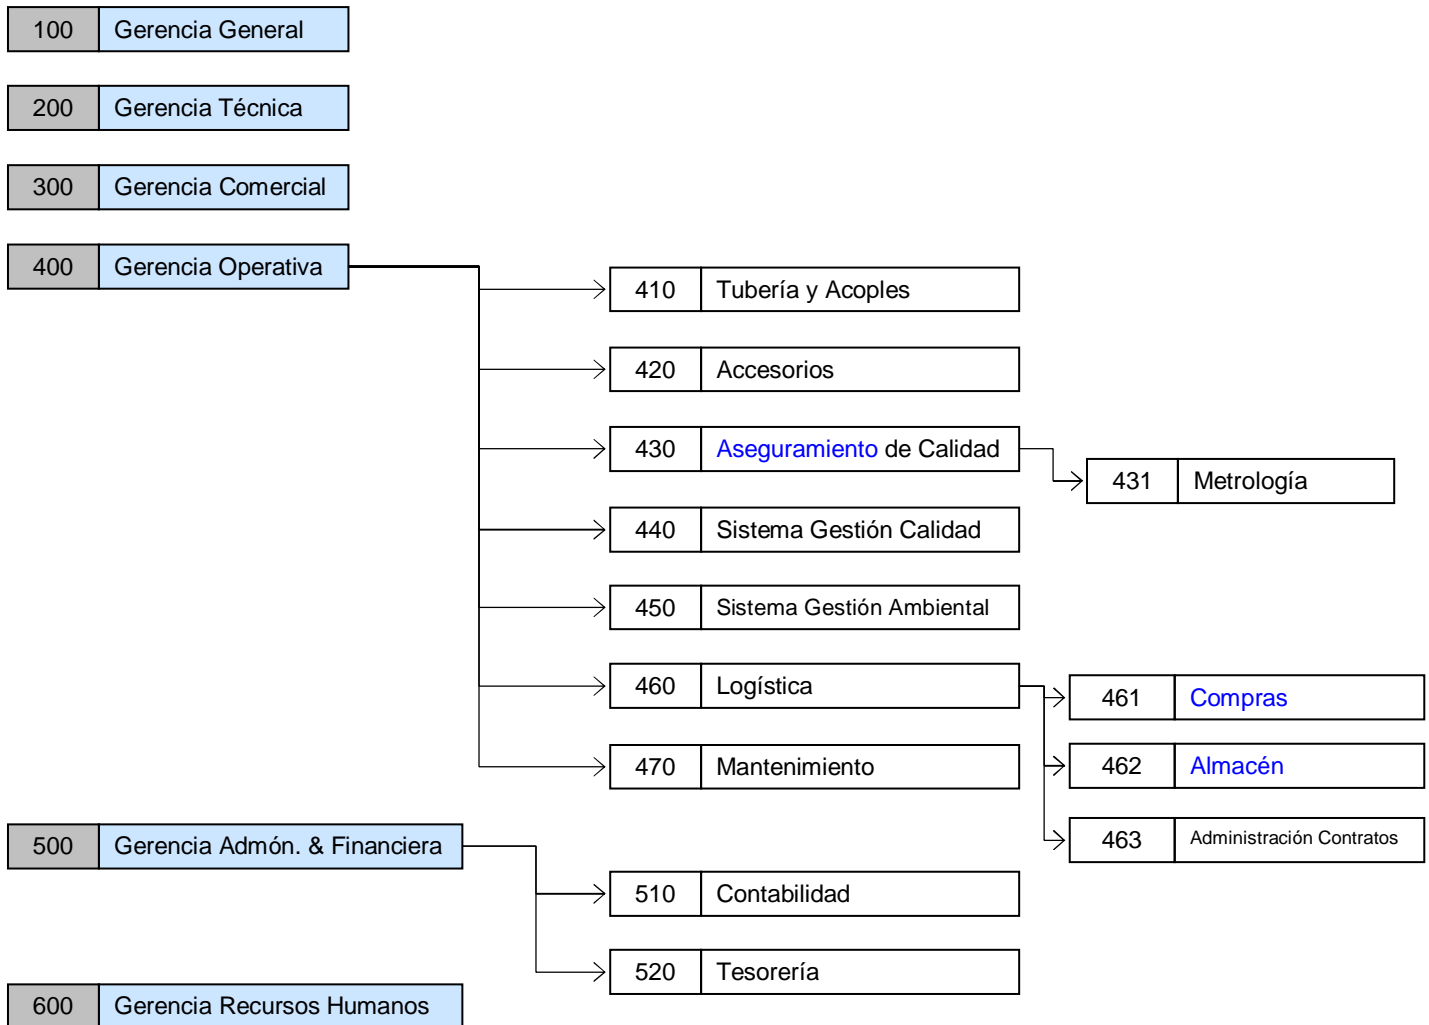 100 Gerencia General
200 Gerencia Técnica
300 Gerencia Comercial
400 Gerencia Operativa
410 Tubería y Acoples
420 Accesorios
430 Aseguramiento de Calidad
431 Metrología
440 Sistema Gestión Calidad
450 Sistema Gestión Ambiental
460 Logística
461 Compras
462 Almacén
463 Administración Contratos
470 Mantenimiento
500 Gerencia Admón. & Financiera
510 Contabilidad
520 Tesorería
600 Gerencia Recursos Humanos